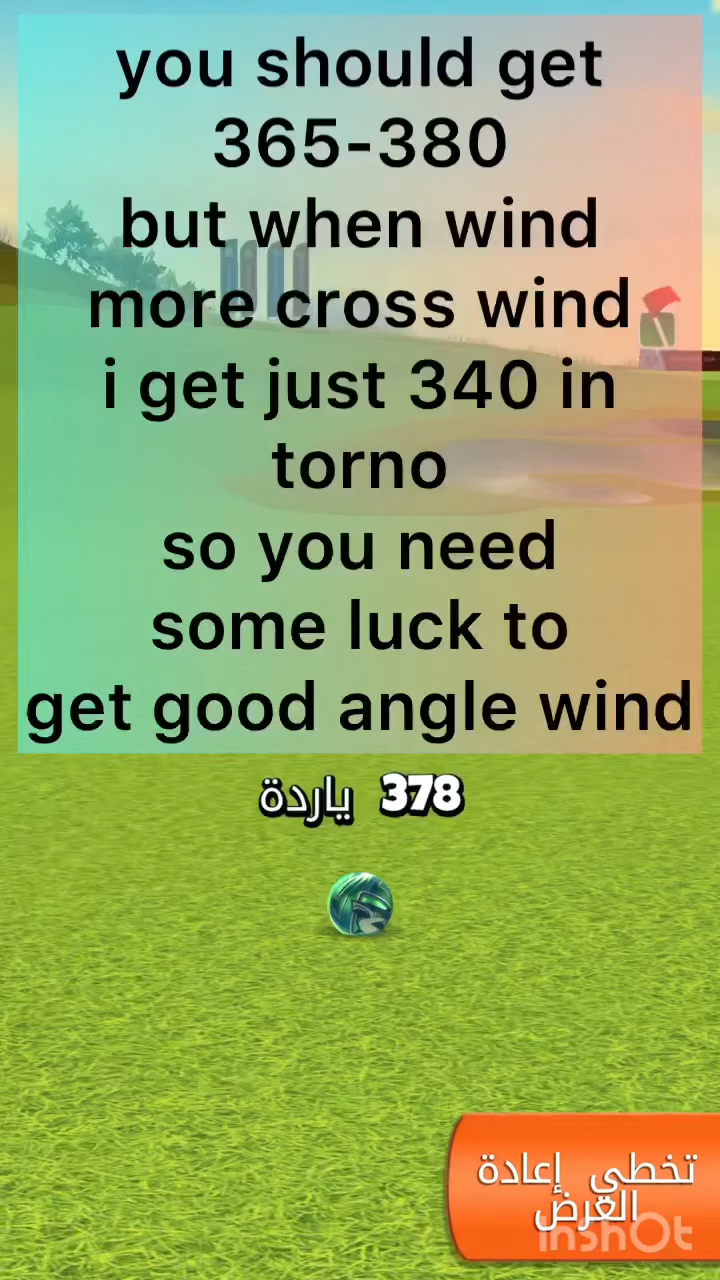 you should get
365-380
but when wind
more cross wind
i get just 340 in
torno
so you need
some luck to
get good angle wind
378 ياردة
تخطي إعادة
العرض
InShOt